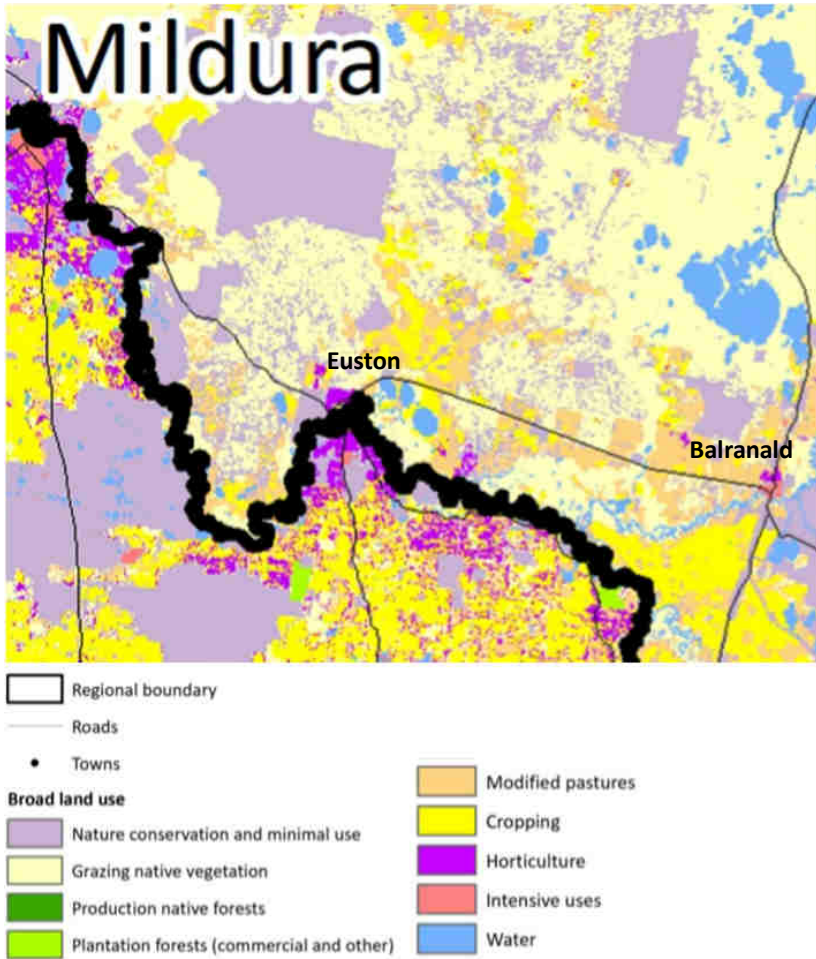 Mildura
Euston
Balranald
Regional boundary
Roads
Towns
Broad land use
Nature conservation and minimal use
Grazing native vegetation
Production native forests
Plantation forests (commercial and other)
Modified pastures
Cropping
Horticulture
Intensive uses
Water